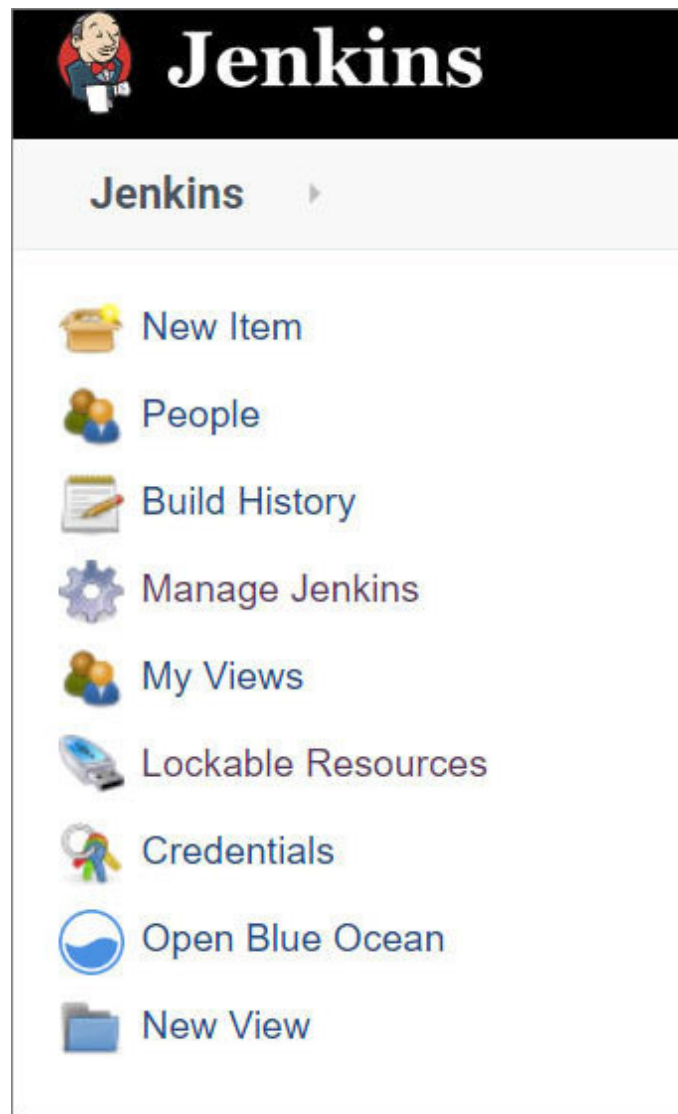 Jenkins
Jenkins
New Item
People
Build History
Manage Jenkins
My Views
Lockable Resources
Credentials
Open Blue Ocean
New View